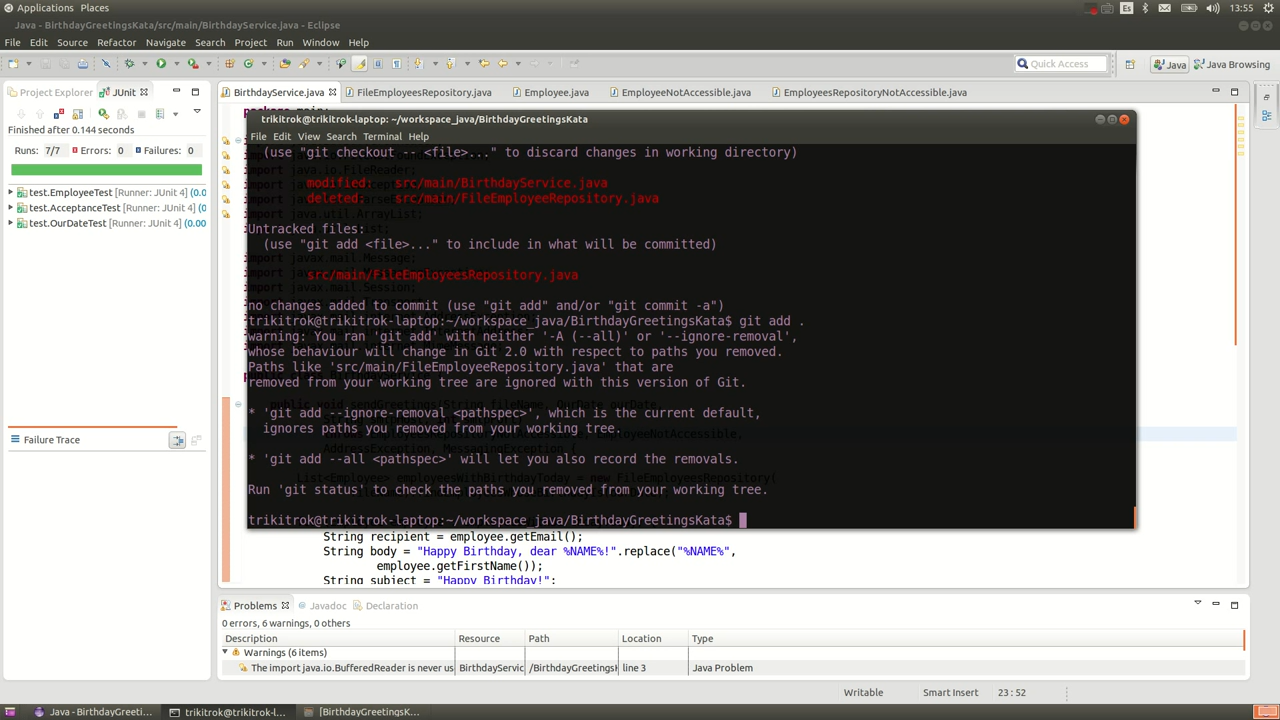 Applications Places
Es 13:55
Java - BirthdayGreetingsKata/src/main/BirthdayService.java - Eclipse
File Edit Source Refactor Navigate Search Project Run Window Help
Quick Access Java Java Browsing
Project Explorer JUnit
BirthdayService.java FileEmployeesRepository.java Employee.java EmployeeNotAccessible.java EmployeesRepositoryNotAccessible.java
Finished after 0.144 seconds
Runs: 7/7 Errors: 0 Failures: 0
test.EmployeeTest [Runner: JUnit 4] (0.0
test.AcceptanceTest [Runner: JUnit 4]
test.OurDateTest [Runner: JUnit 4] (0.00
Failure Trace
trikitrok@trikitrok-laptop: ~/workspace_java/BirthdayGreetingsKata
File Edit View Search Terminal Help
(use "git checkout -- <file>..." to discard changes in working directory)
modified: src/main/BirthdayService.java
deleted: src/main/FileEmployeeRepository.java
Untracked files:
(use "git add <file>..." to include in what will be committed)
src/main/FileEmployeesRepository.java
no changes added to commit (use "git add" and/or "git commit -a")
trikitrok@trikitrok-laptop:~/workspace_java/BirthdayGreetingsKata$ git add .
warning: You ran 'git add' with neither '-A (--all)' or '--ignore-removal',
whose behaviour will change in Git 2.0 with respect to paths you removed.
Paths like 'src/main/FileEmployeeRepository.java' that are
removed from your working tree are ignored with this version of Git.
* 'git add --ignore-removal <pathspec>', which is the current default,
ignores paths you removed from your working tree.
* 'git add --all <pathspec>' will let you also record the removals.
Run 'git status' to check the paths you removed from your working tree.
trikitrok@trikitrok-laptop:~/workspace_java/BirthdayGreetingsKata$
String recipient = employee.getEmail();
String body = "Happy Birthday, dear %NAME%!".replace("%NAME%",
employee.getFirstName());
String subject = "Happy Birthday!";
Problems Javadoc Declaration
0 errors, 6 warnings, 0 others
Description Resource Path Location Type
Warnings (6 items)
The import java.io.BufferedReader is never us BirthdayServic /BirthdayGreetingsK line 3 Java Problem
Writable Smart Insert 23 : 52
Java - BirthdayGreeti... trikitrok@trikitrok-l... [BirthdayGreetingsK...